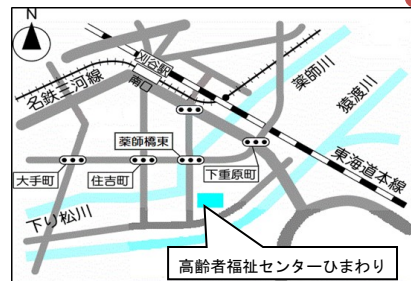 N
刈谷駅
名鉄三河線
南口
薬師川
猿渡川
薬師橋東
大手町
住吉町
下重原町
東海道本線
下り松川
高齢者福祉センターひまわり